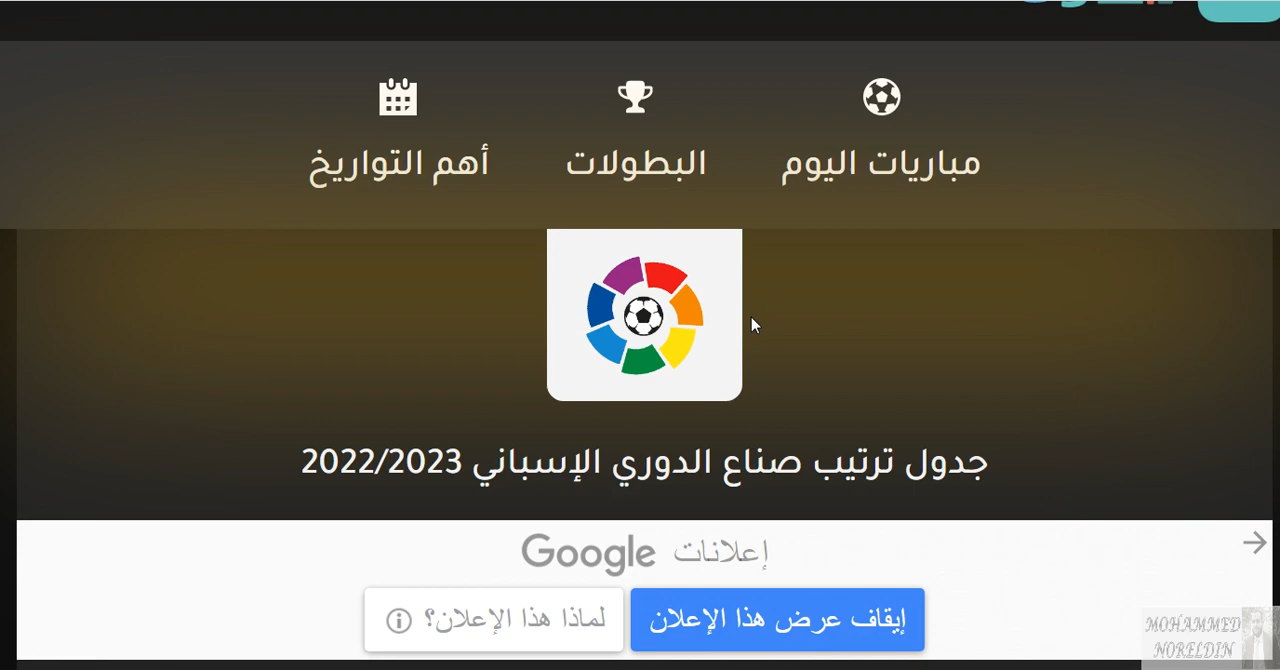 مباريات اليوم
البطولات
أهم التواريخ
جدول ترتيب صناع الدوري الإسباني 2022/2023
إعلانات Google
إيقاف عرض هذا الإعلان
لماذا هذا الإعلان؟
MOHAMMED
NORELDIN